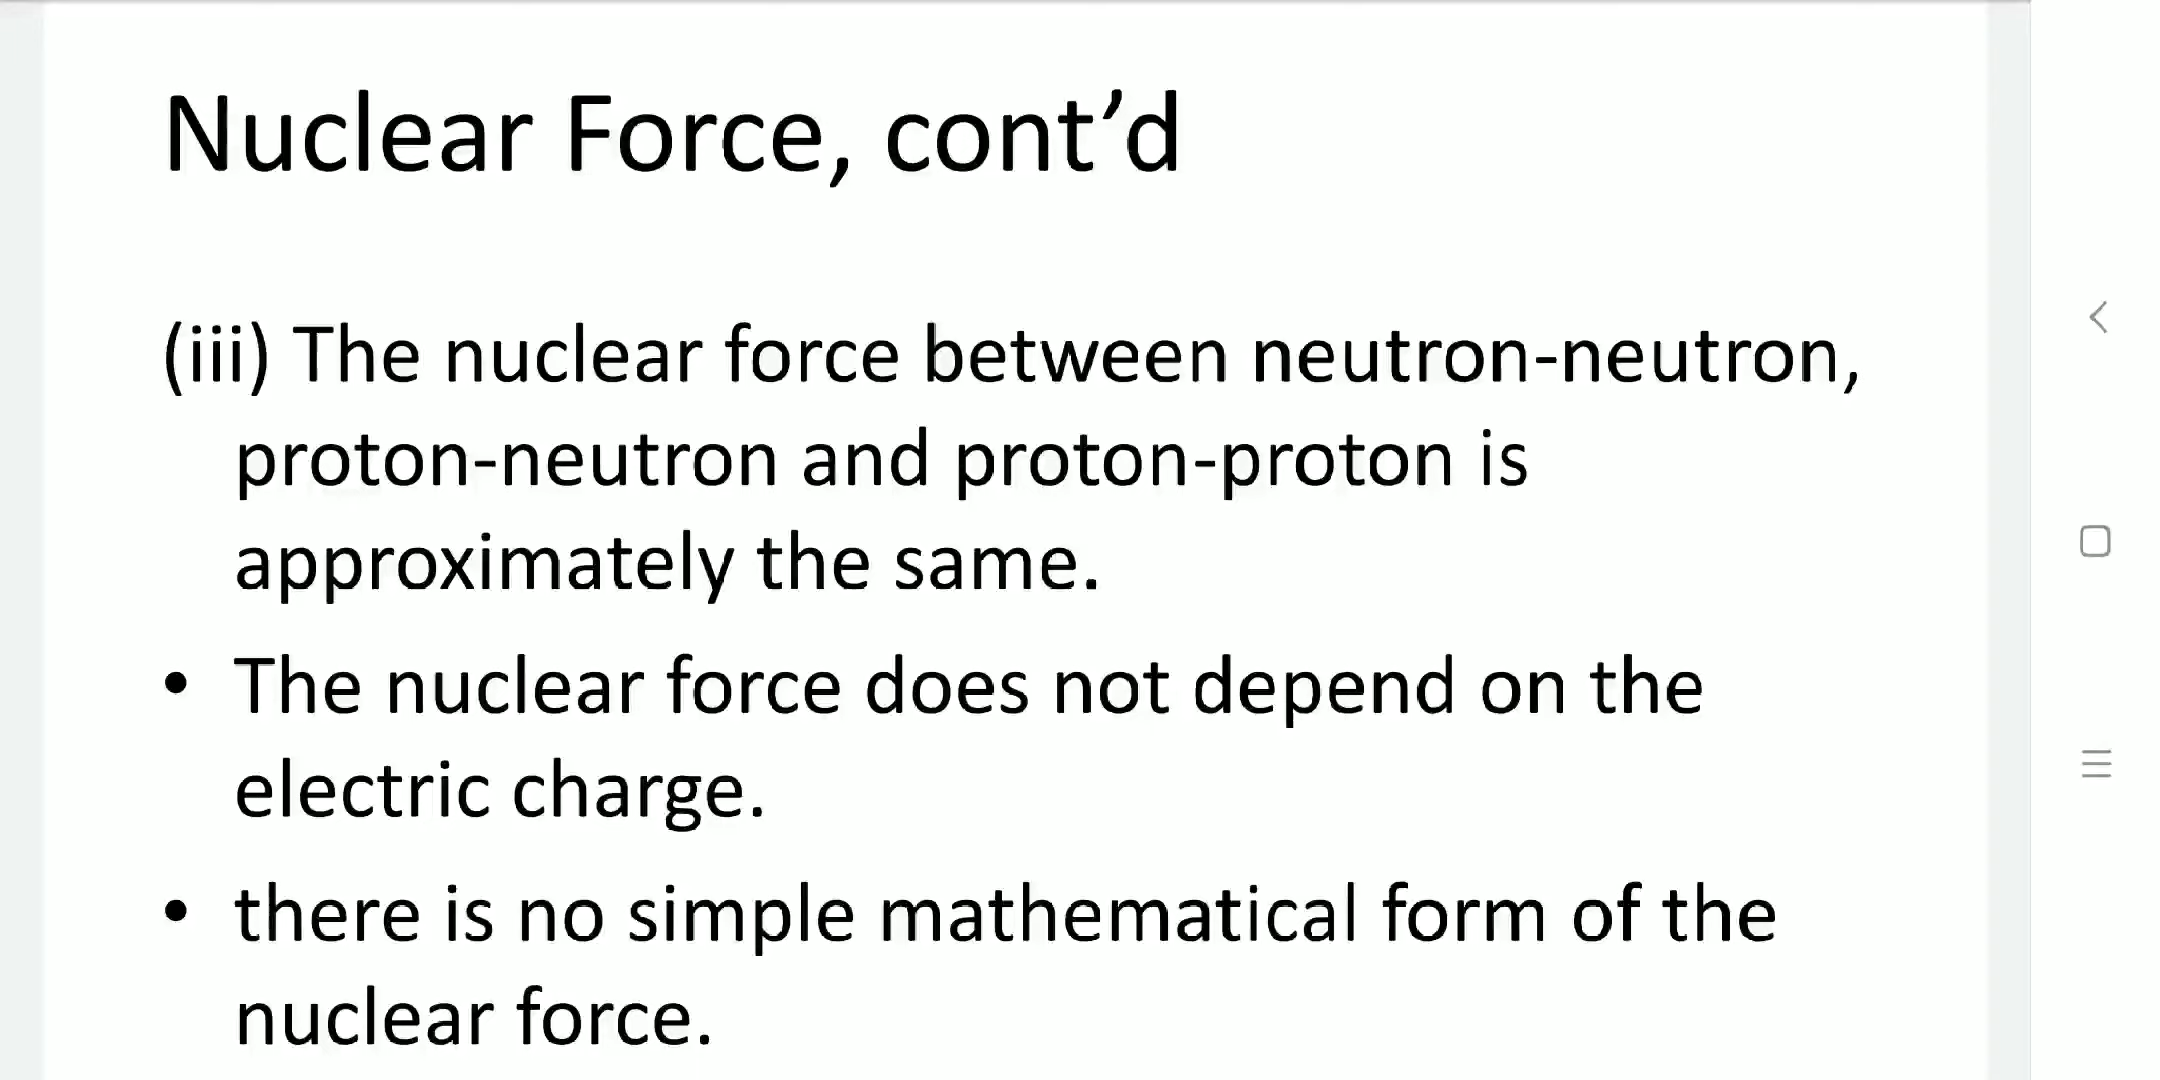 Nuclear Force, cont’d
(iii) The nuclear force between neutron-neutron,
proton-neutron and proton-proton is
approximately the same.
• The nuclear force does not depend on the
electric charge.
• there is no simple mathematical form of the
nuclear force.